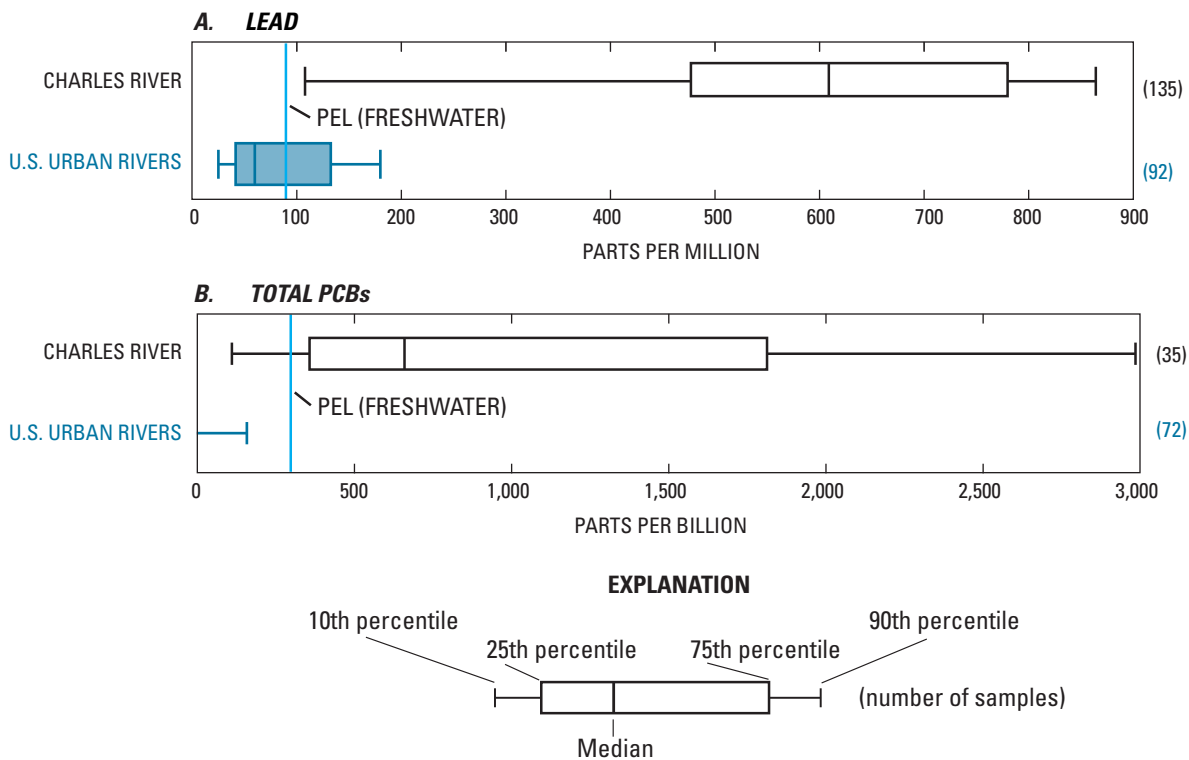 A. LEAD
CHARLES RIVER
(135)
PEL (FRESHWATER)
U.S. URBAN RIVERS
(92)
0 100 200 300 400 500 600 700 800 900
PARTS PER MILLION
B. TOTAL PCBs
CHARLES RIVER
(35)
PEL (FRESHWATER)
U.S. URBAN RIVERS
(72)
0 500 1,000 1,500 2,000 2,500 3,000
PARTS PER BILLION
EXPLANATION
10th percentile
90th percentile
25th percentile
75th percentile
(number of samples)
Median